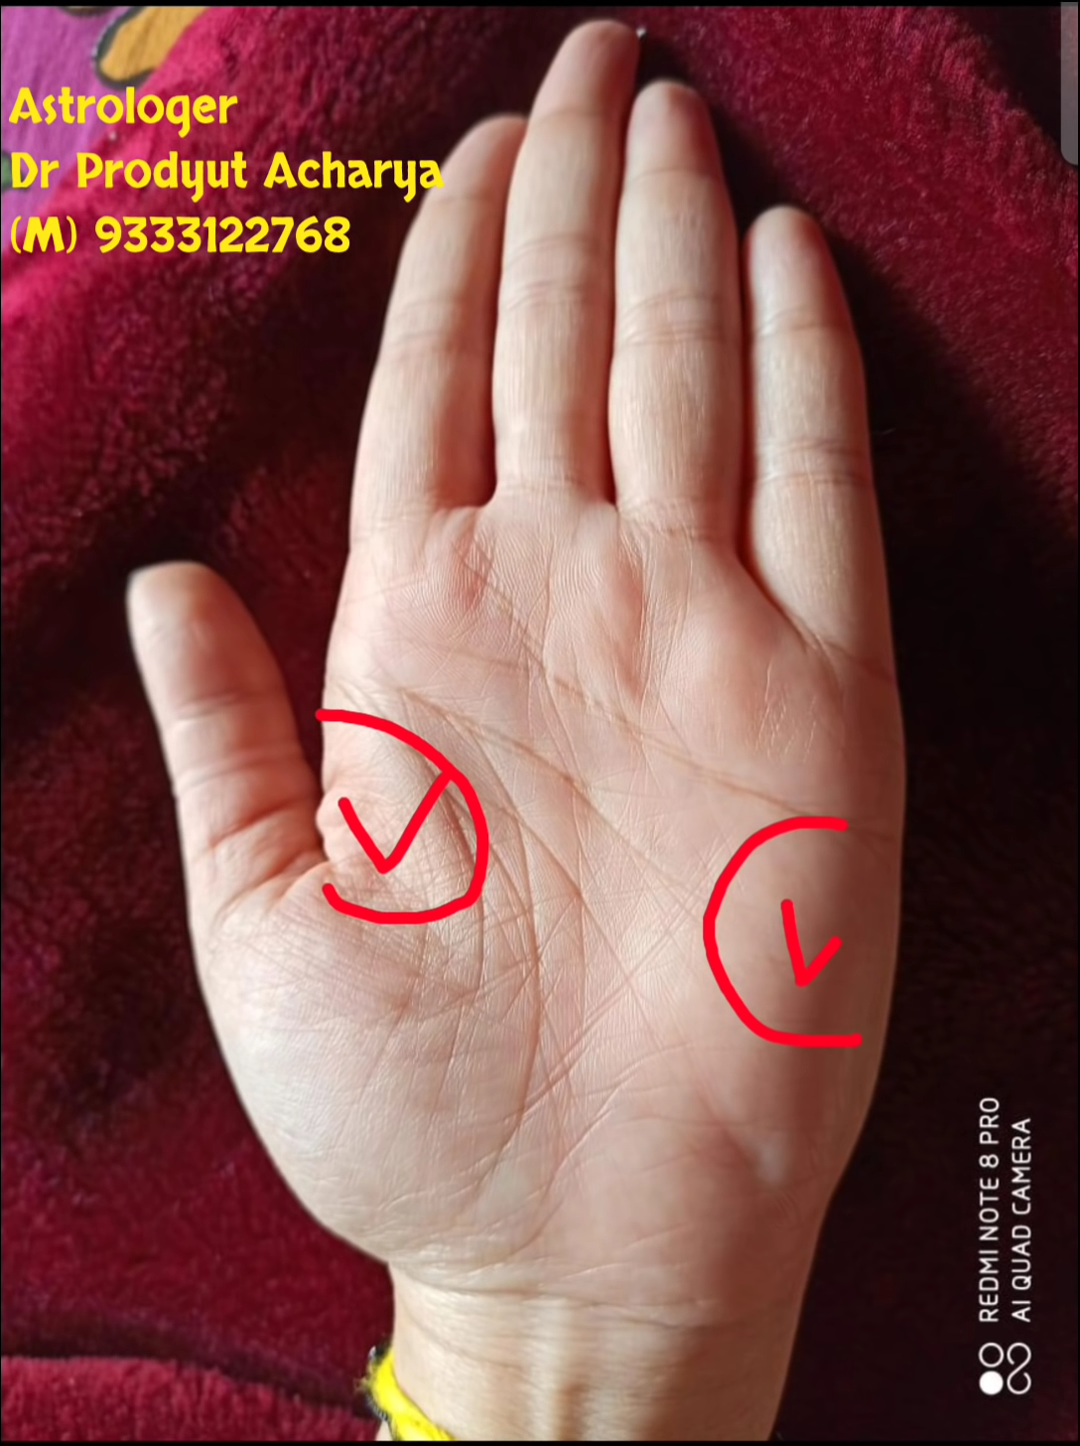 Astrologer
Dr Prodyut Acharya
(M) 9333122768
REDMI NOTE 8 PRO
AI QUAD CAMERA